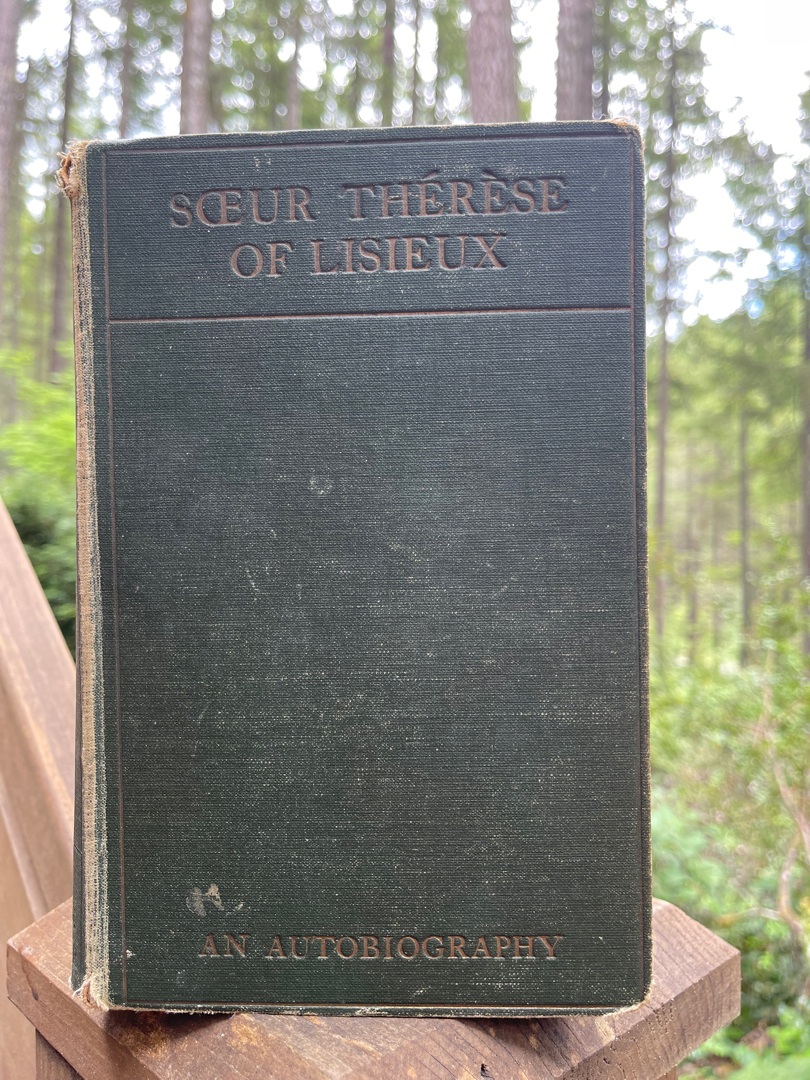 SŒUR THÉRÈSE
OF LISIEUX
AN AUTOBIOGRAPHY